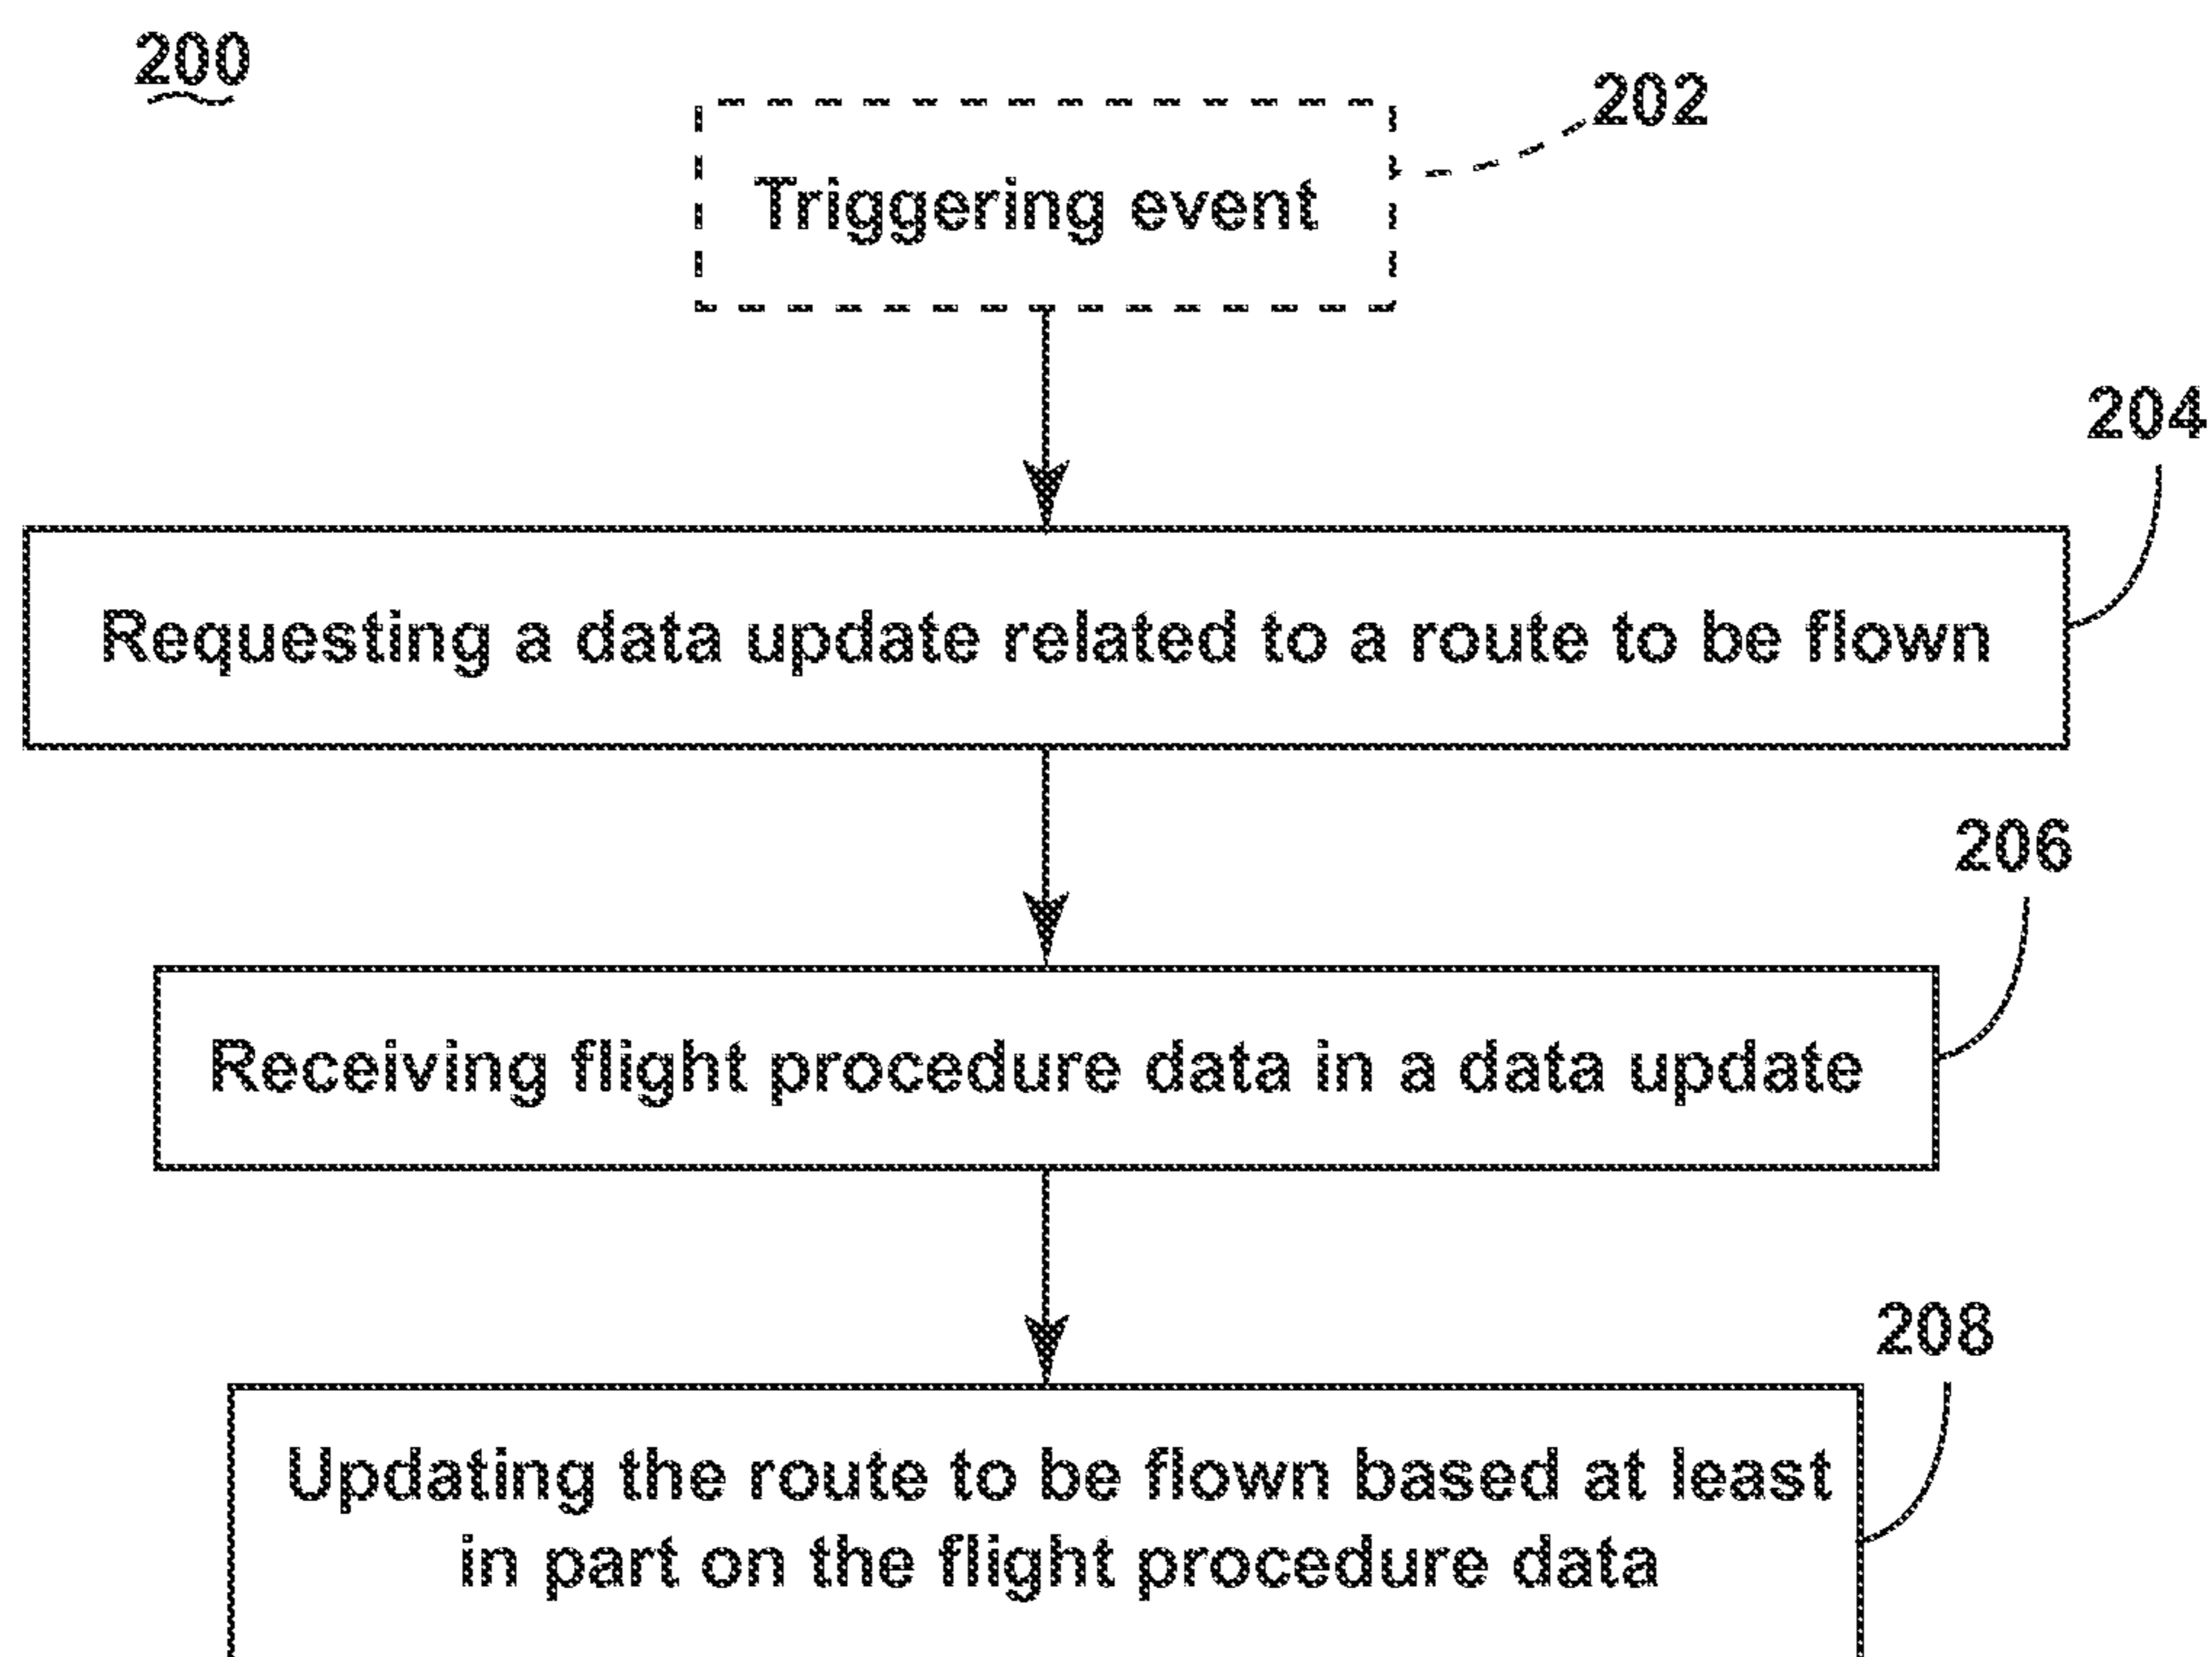 200
202
Triggering event
204
Requesting a data update related to a route to be flown
206
Receiving flight procedure data in a data update
208
Updating the route to be flown based at least
in part on the flight procedure data